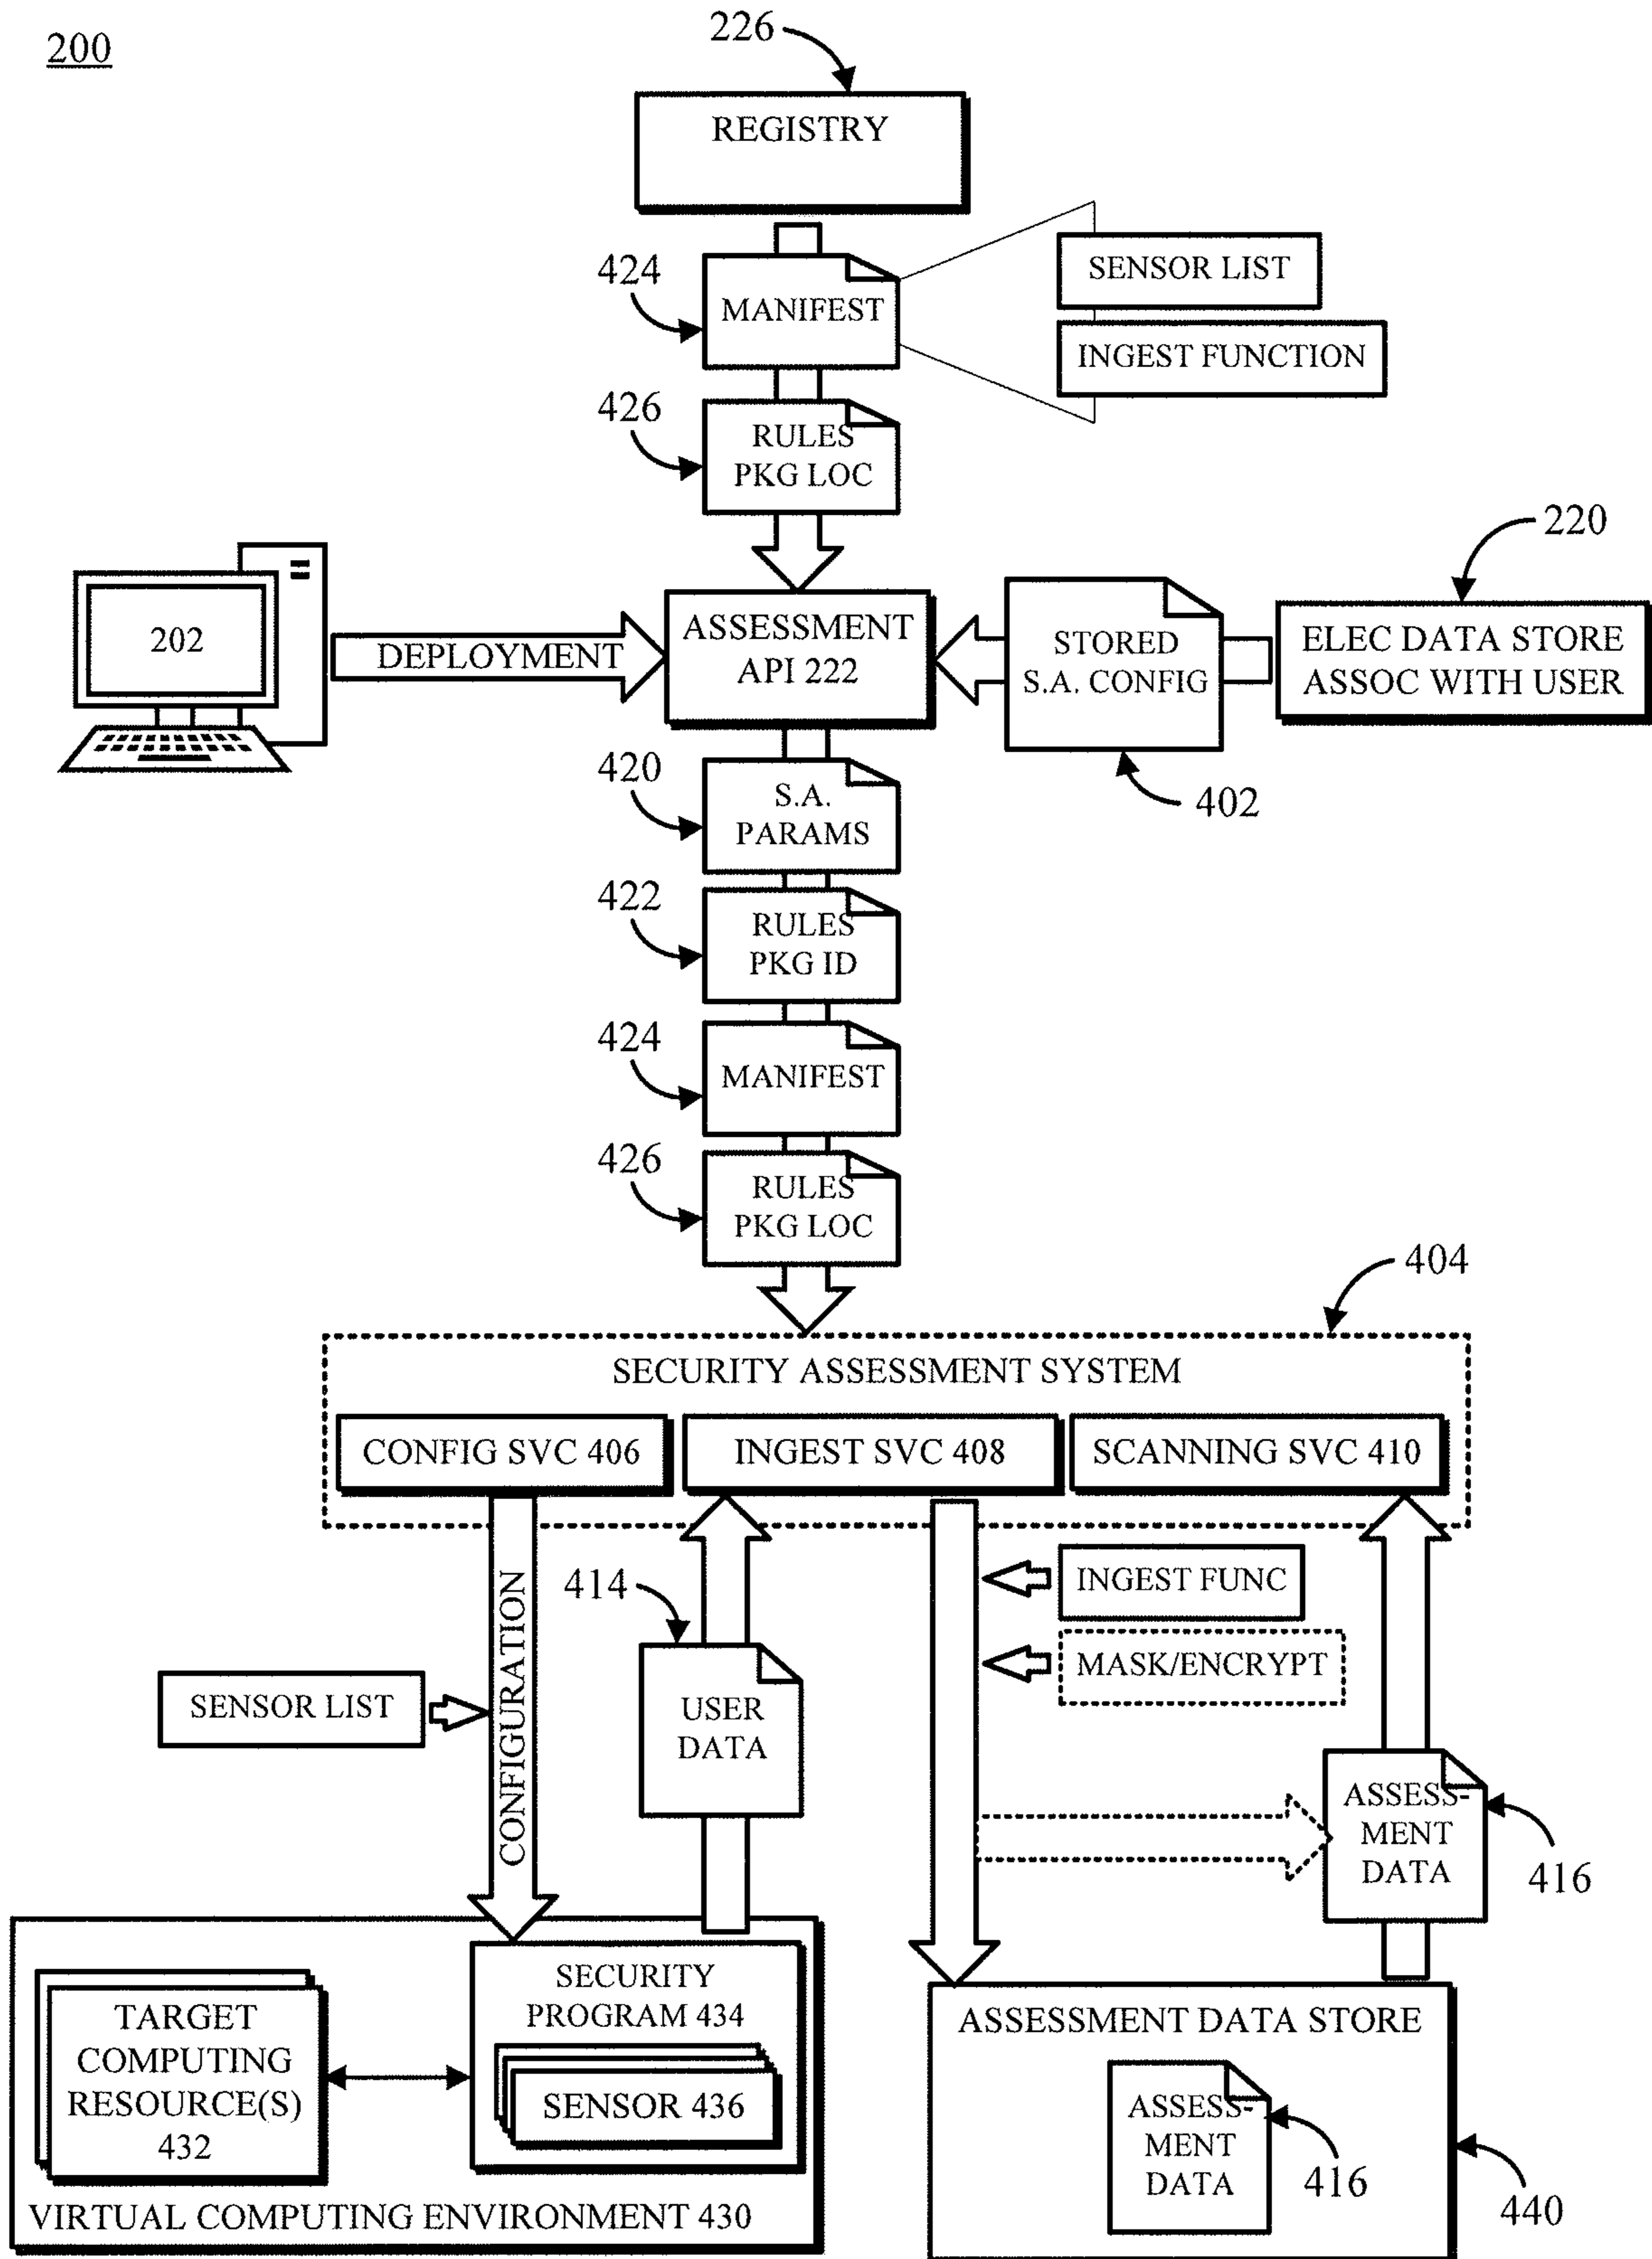 200
226
REGISTRY
424
MANIFEST
SENSOR LIST
INGEST FUNCTION
426
RULES
PKG LOC
220
202
DEPLOYMENT
ASSESSMENT
API 222
STORED
S.A. CONFIG
ELEC DATA STORE
ASSOC WITH USER
402
420
S.A.
PARAMS
422
RULES
PKG ID
424
MANIFEST
426
RULES
PKG LOC
404
SECURITY ASSESSMENT SYSTEM
CONFIG SVC 406
INGEST SVC 408
SCANNING SVC 410
CONFIGURATION
414
INGEST FUNC
MASK/ENCRYPT
SENSOR LIST
USER
DATA
ASSESS-
MENT
DATA
416
SECURITY
PROGRAM 434
SENSOR 436
TARGET
COMPUTING
RESOURCE(S)
432
VIRTUAL COMPUTING ENVIRONMENT 430
ASSESSMENT DATA STORE
ASSESS-
MENT
DATA
416
440